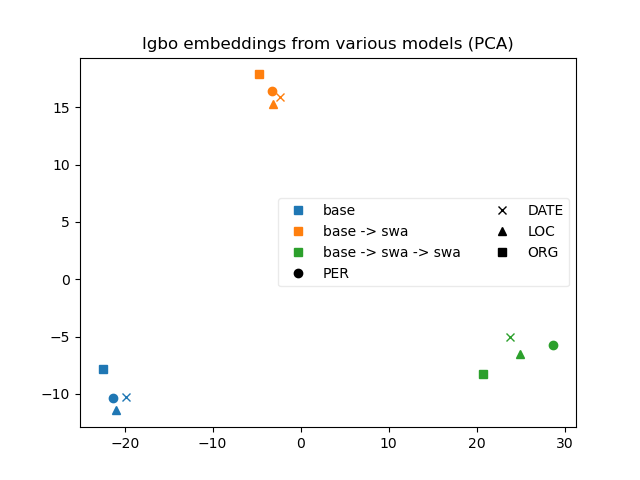 Igbo embeddings from various models (PCA)
15
10
5
0
−5
−10
base
base -> swa
base -> swa -> swa
PER
DATE
LOC
ORG
−20
−10
0
10
20
30